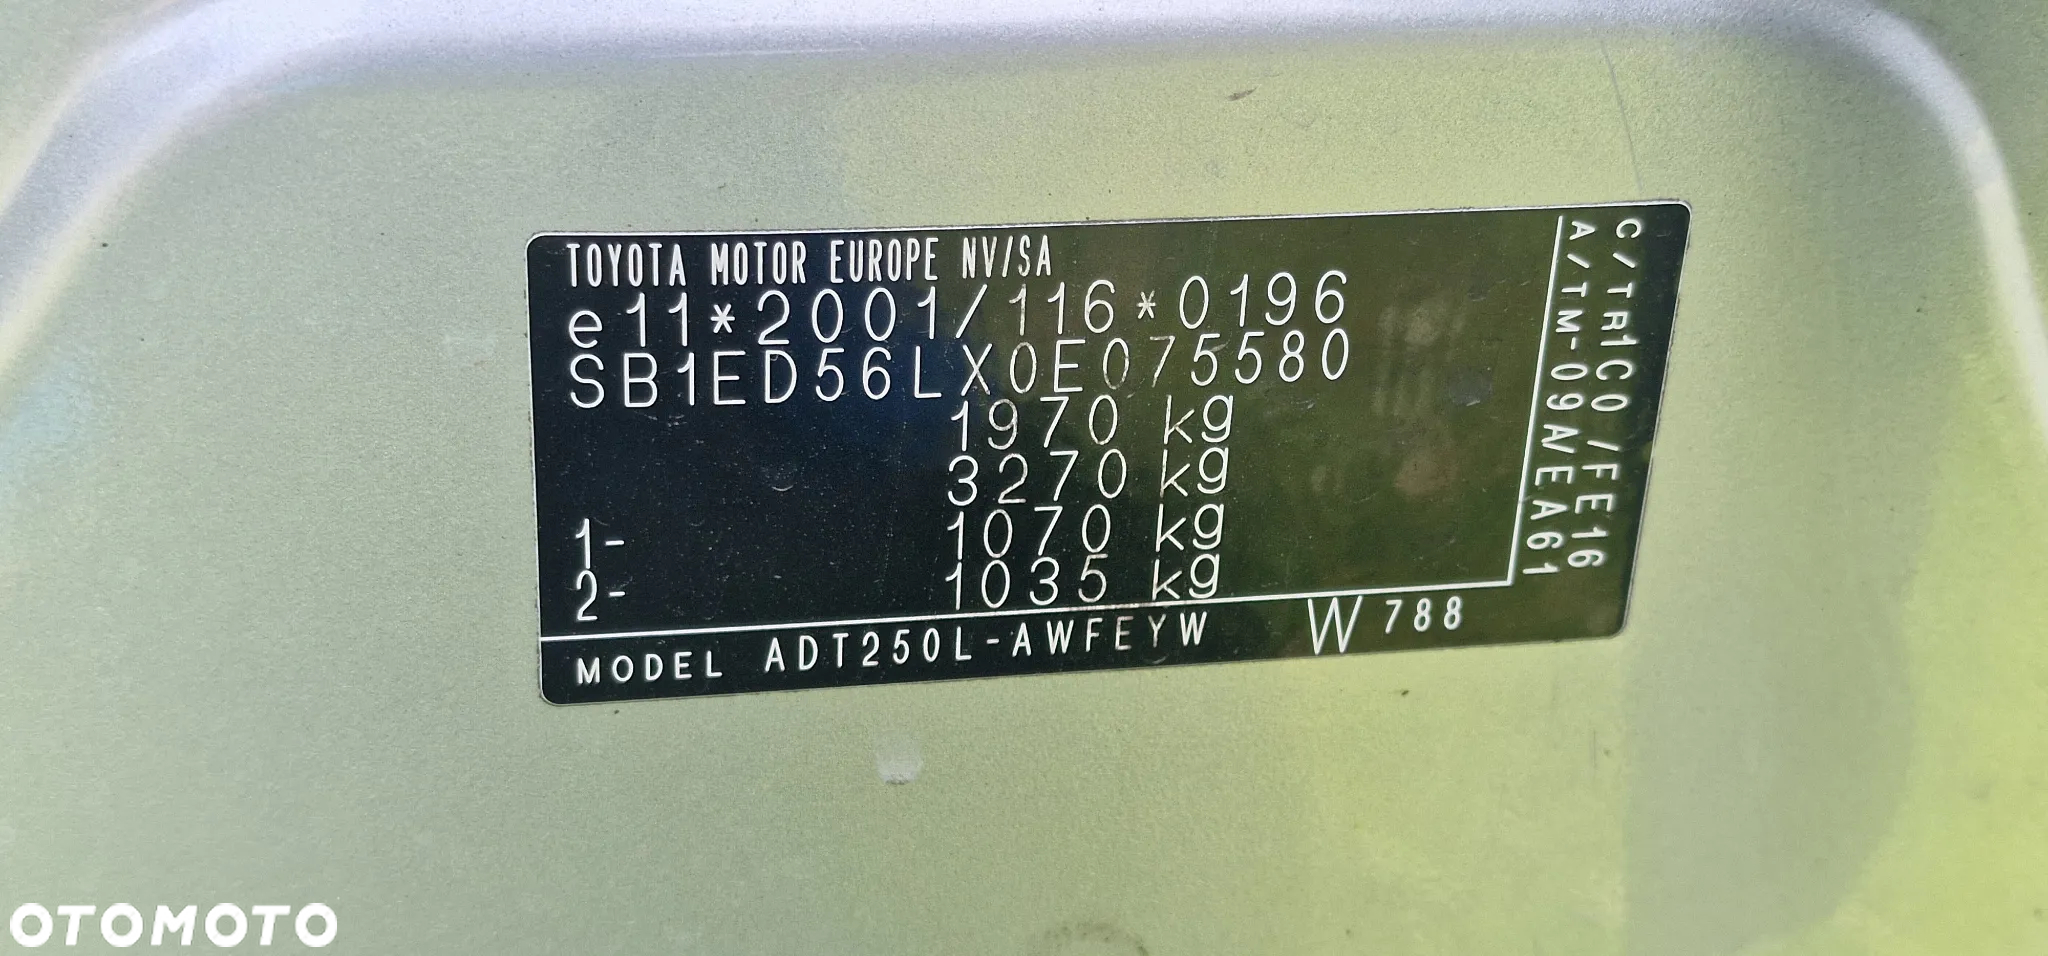 TOYOTA MOTOR EUROPE NV/SA
e11*2001/116*0196
SB1ED56LX0E075580
1970 kg
3270 kg
1- 1070 kg
2- 1035 kg
MODEL ADT250L-AWFEYW W788
C/TR1C0 /FE16
A/TM-09A/EA61
OTOMOTO